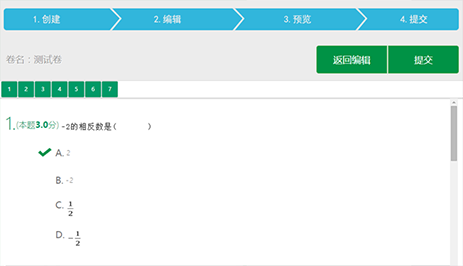 1. 创建
2. 编辑
3. 预览
4. 提交
卷名：测试卷
返回编辑
提交
1 2 3 4 5 6 7
1.(本题3.0分) -2的相反数是( )
A. 2
B. -2
C. 1/2
D. -1/2